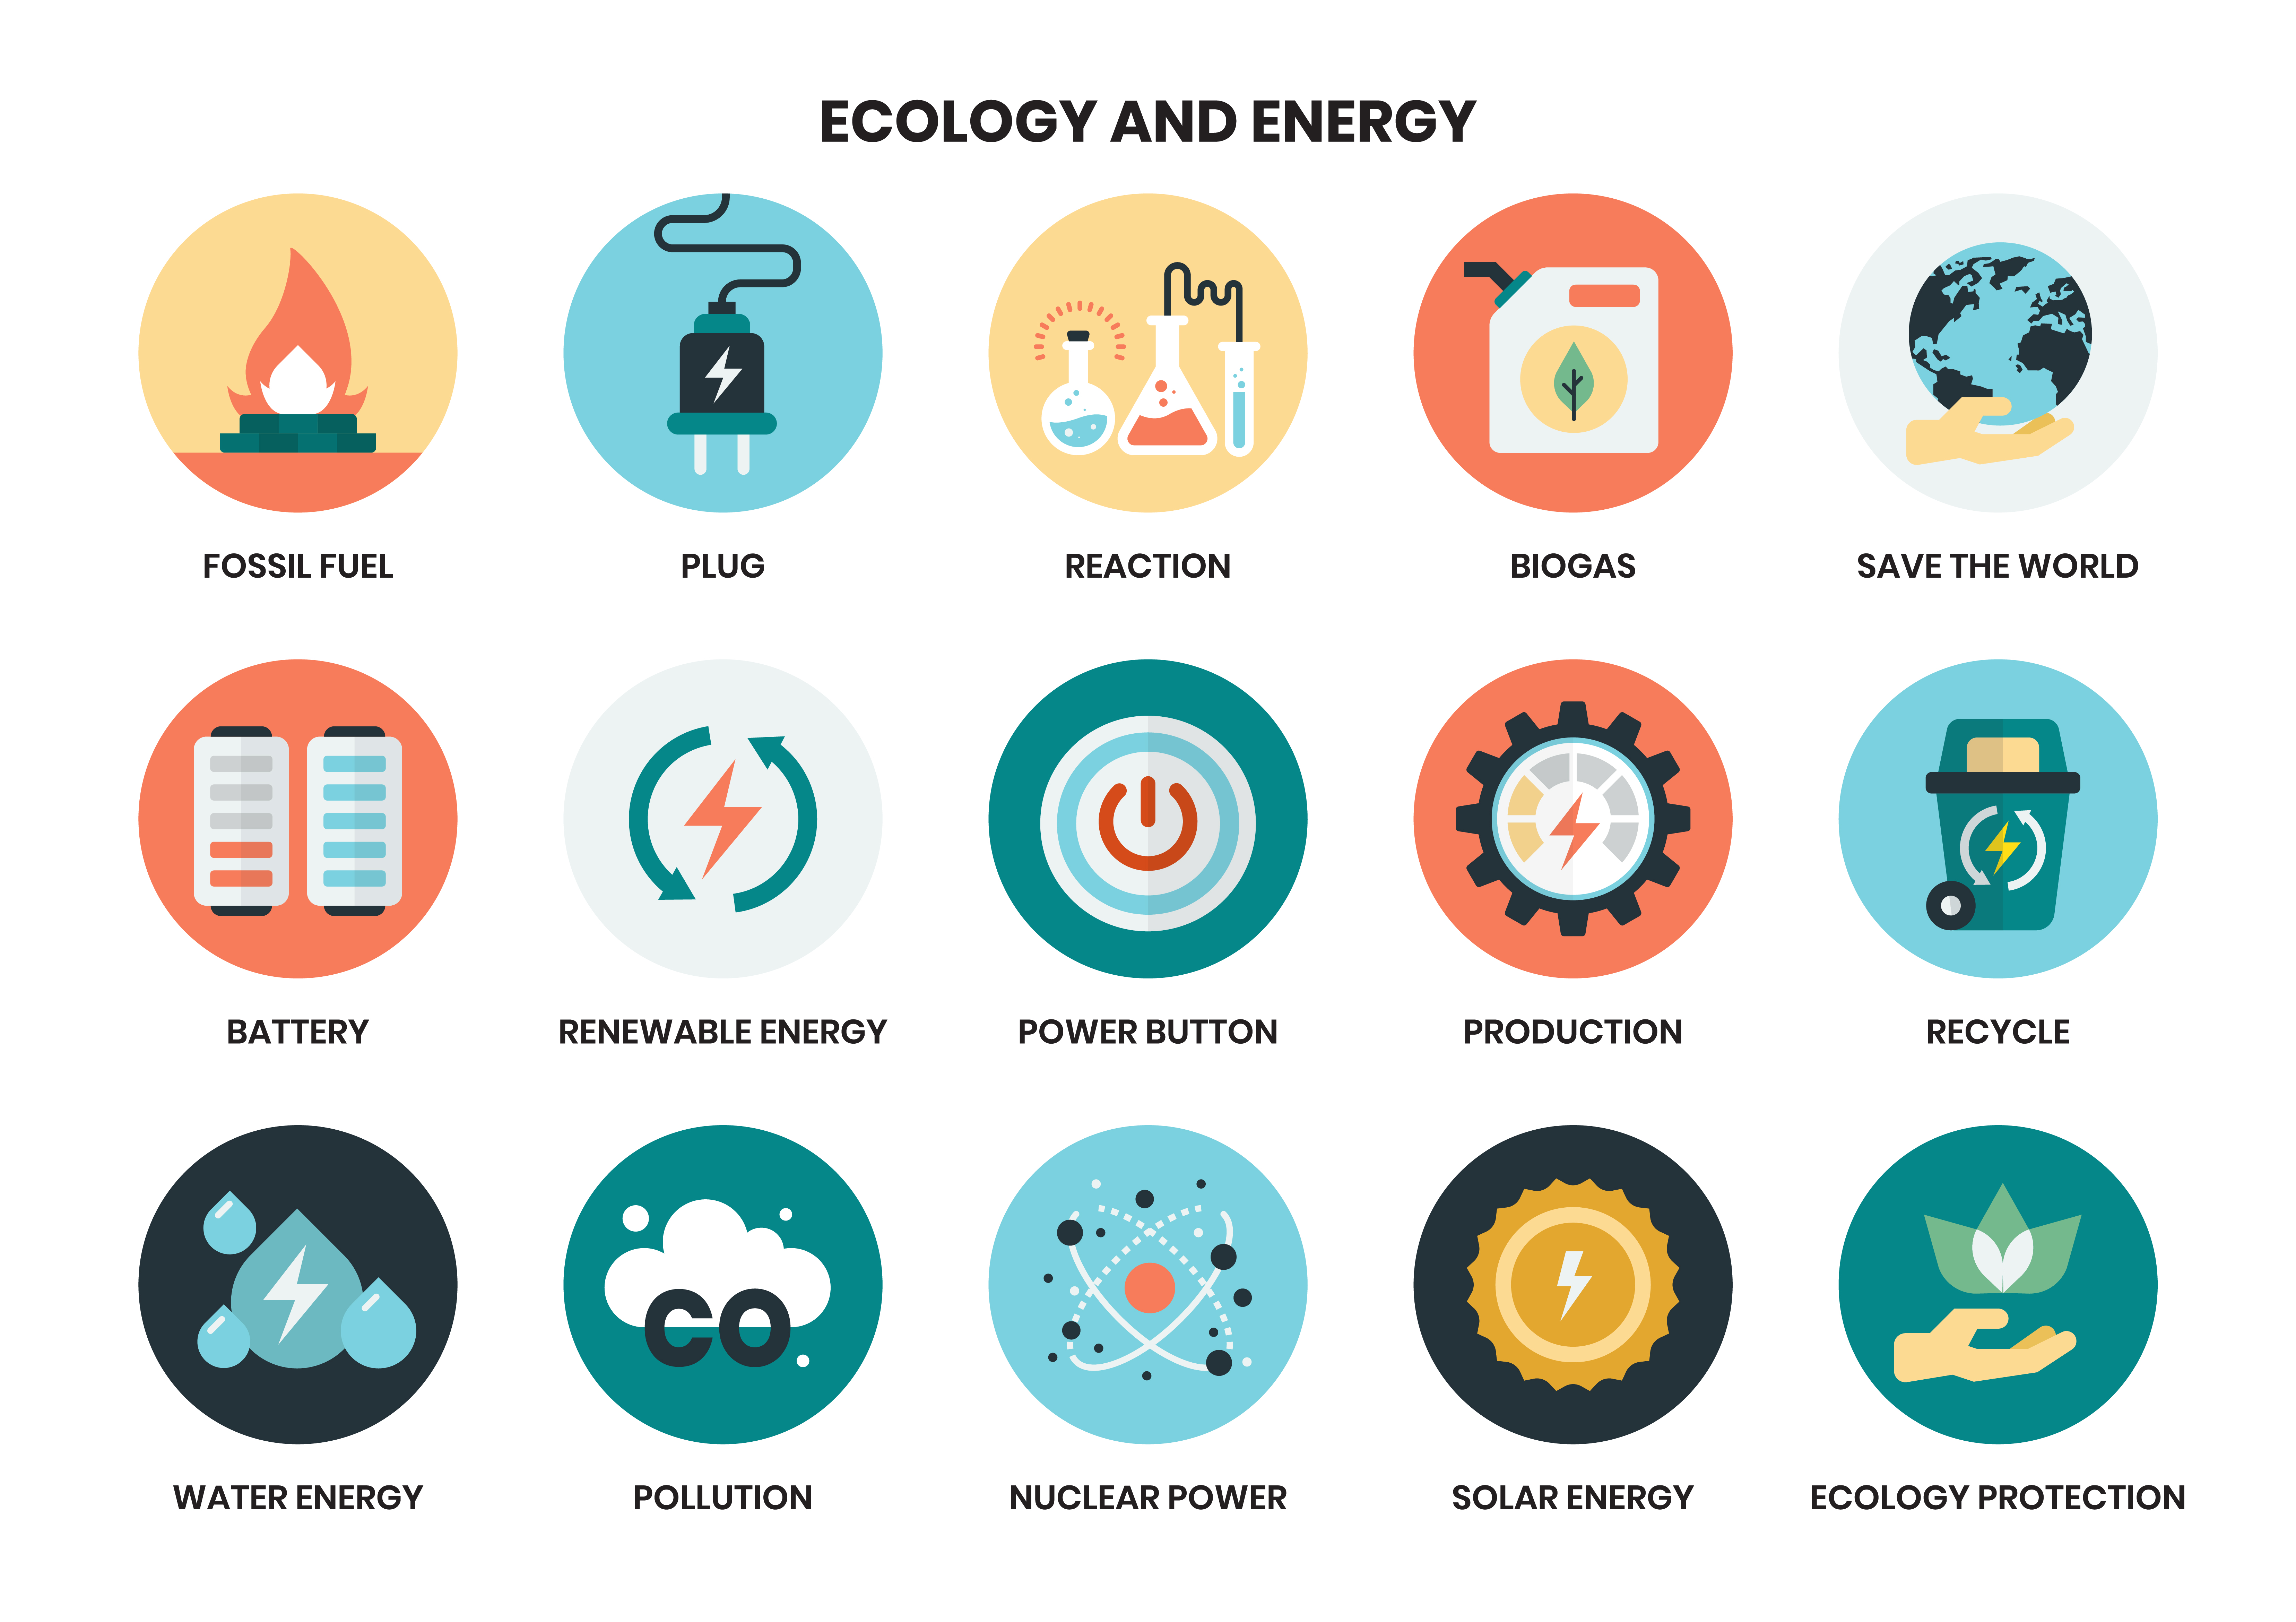 ECOLOGY AND ENERGY
FOSSIL FUEL
PLUG
REACTION
BIOGAS
SAVE THE WORLD
BATTERY
RENEWABLE ENERGY
POWER BUTTON
PRODUCTION
RECYCLE
CO
WATER ENERGY
POLLUTION
NUCLEAR POWER
SOLAR ENERGY
ECOLOGY PROTECTION